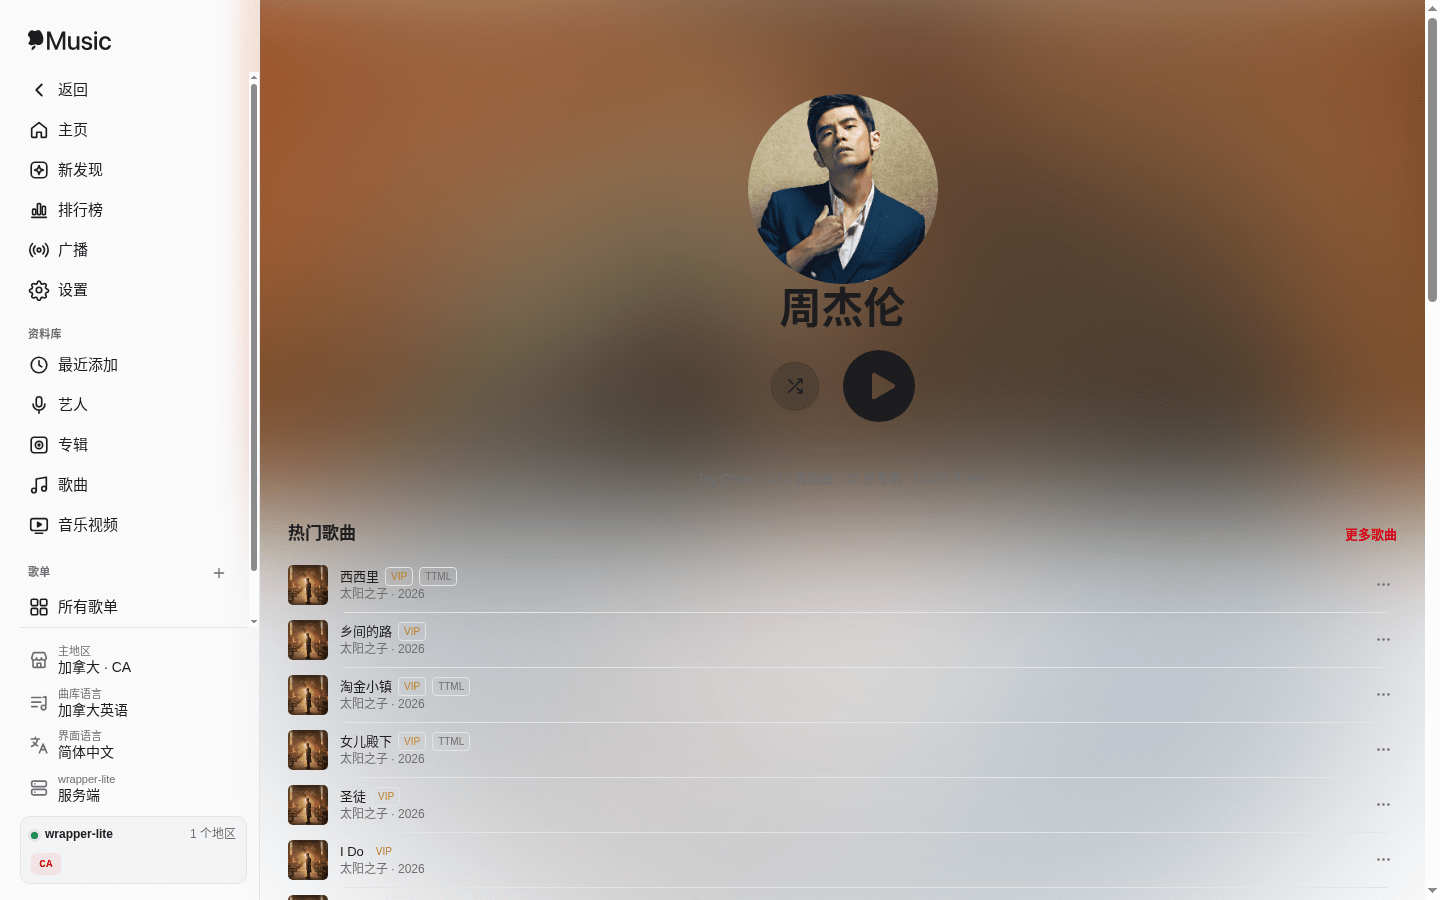 Music
返回
主页
新发现
排行榜
广播
设置
资料库
最近添加
艺人
专辑
歌曲
音乐视频
歌单
所有歌单
主地区
加拿大 · CA
曲库语言
加拿大英语
界面语言
简体中文
wrapper-lite
服务端
wrapper-lite 1 个地区
CA
周杰伦
热门歌曲 更多歌曲
西西里 VIP TTML
太阳之子 · 2026
乡间的路 VIP
太阳之子 · 2026
淘金小镇 VIP TTML
太阳之子 · 2026
女儿殿下 VIP TTML
太阳之子 · 2026
圣徒 VIP
太阳之子 · 2026
I Do VIP
太阳之子 · 2026